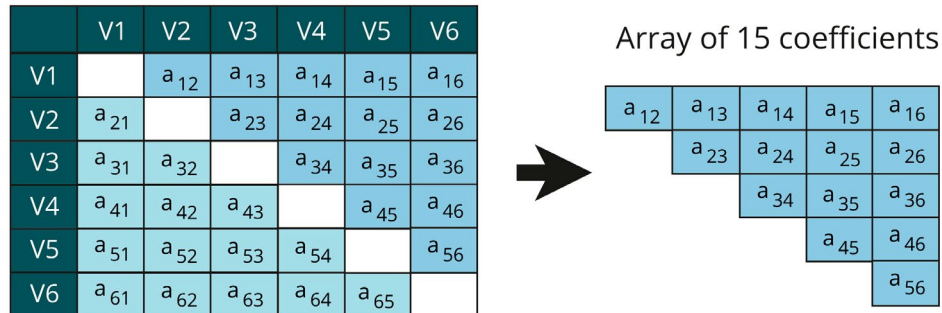 V1 V2 V3 V4 V5 V6
V1 a12 a13 a14 a15 a16
V2 a21 a23 a24 a25 a26
V3 a31 a32 a34 a35 a36
V4 a41 a42 a43 a45 a46
V5 a51 a52 a53 a54 a56
V6 a61 a62 a63 a64 a65
Array of 15 coefficients
a12 a13 a14 a15 a16
a23 a24 a25 a26
a34 a35 a36
a45 a46
a56